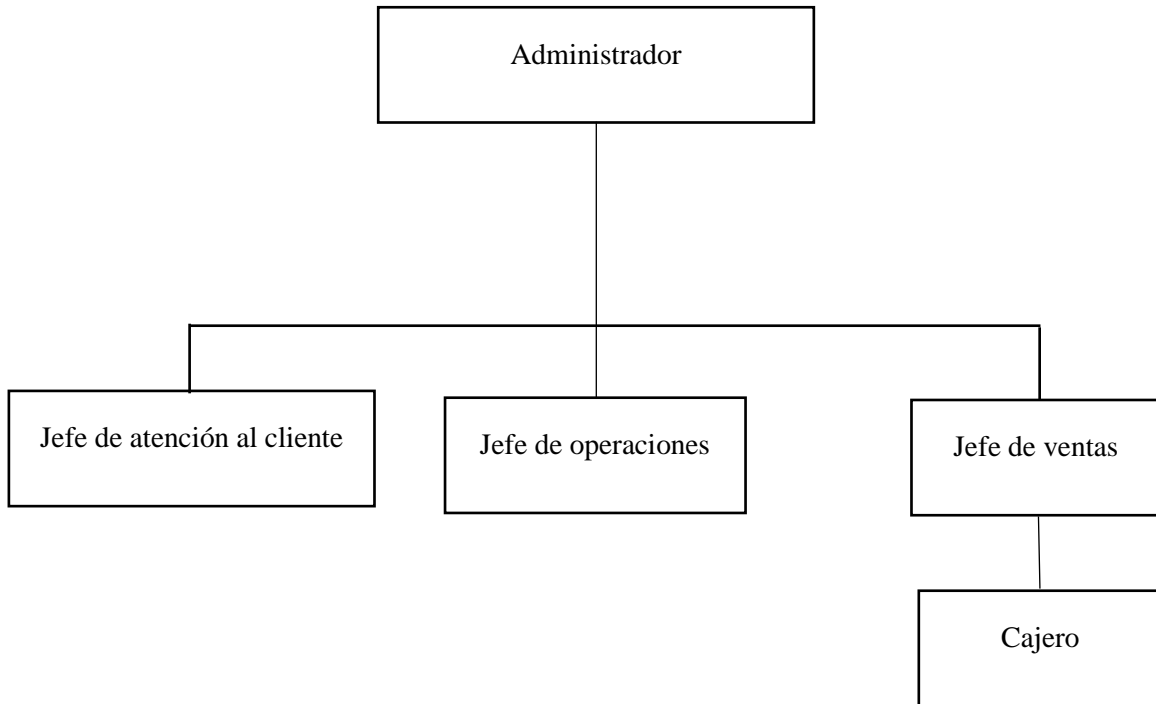 Administrador
Jefe de atención al cliente
Jefe de operaciones
Jefe de ventas
Cajero